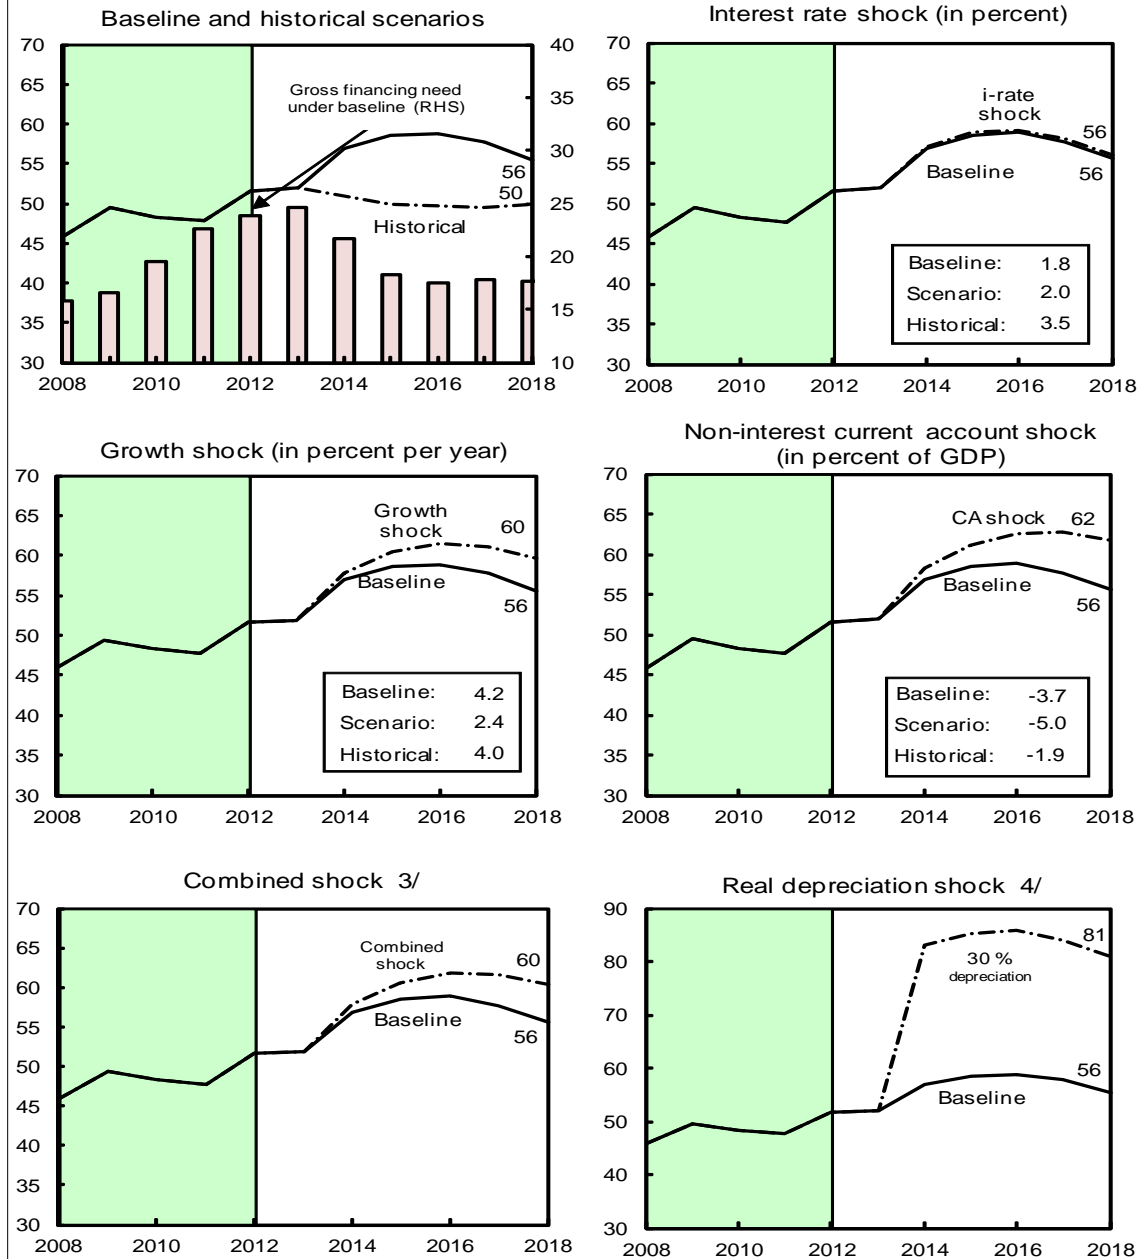 Baseline and historical scenarios
70
65
60
55
50
45
40
35
30
40
35
30
25
20
15
10
Gross financing need
under baseline (RHS)
56
50
Historical
2008 2010 2012 2014 2016 2018
Interest rate shock (in percent)
70
65
60
55
50
45
40
35
30
i-rate
shock
56
Baseline
56
Baseline: 1.8
Scenario: 2.0
Historical: 3.5
2008 2010 2012 2014 2016 2018
Growth shock (in percent per year)
70
65
60
55
50
45
40
35
30
Growth
shock
60
Baseline
56
Baseline: 4.2
Scenario: 2.4
Historical: 4.0
2008 2010 2012 2014 2016 2018
Non-interest current account shock
(in percent of GDP)
70
65
60
55
50
45
40
35
30
CA shock 62
Baseline
56
Baseline: -3.7
Scenario: -5.0
Historical: -1.9
2008 2010 2012 2014 2016 2018
Combined shock 3/
70
65
60
55
50
45
40
35
30
Combined
shock
60
Baseline
56
2008 2010 2012 2014 2016 2018
Real depreciation shock 4/
90
80
70
60
50
40
30
81
30 %
depreciation
56
Baseline
2008 2010 2012 2014 2016 2018